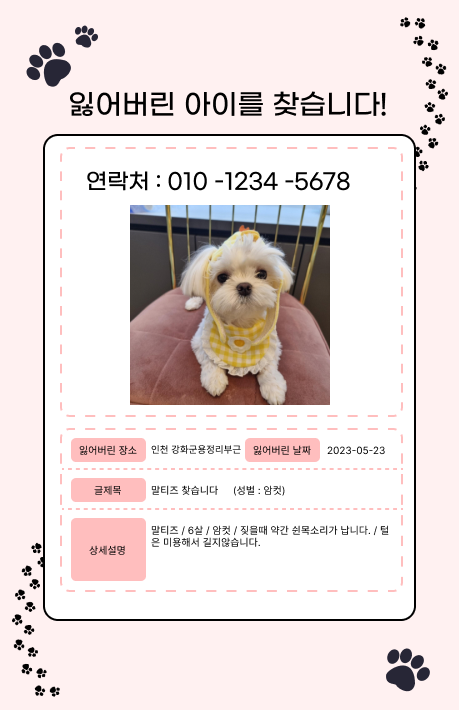 잃어버린 아이를 찾습니다!
연락처 : 010 -1234 -5678
잃어버린 장소 인천 강화군용정리부근 잃어버린 날짜 2023-05-23
글제목 말티즈 찾습니다 (성별 : 암컷)
상세설명 말티즈 / 6살 / 암컷 / 짖을때 약간 쉰목소리가 납니다. / 털
은 미용해서 길지않습니다.